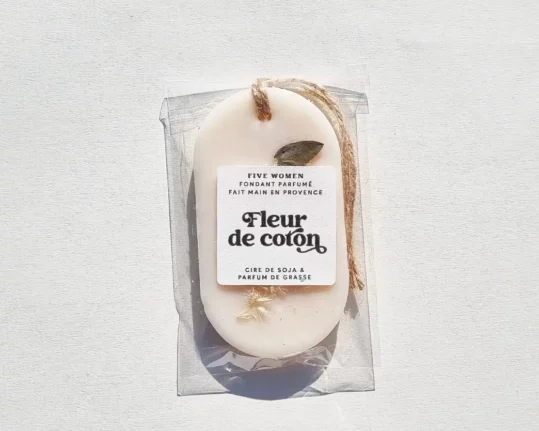 FIVE WOMEN
FONDANT PARFUMÉ
FAIT MAIN EN PROVENCE
Fleur
de coton
CIRE DE SOJA &
PARFUM DE GRASSE